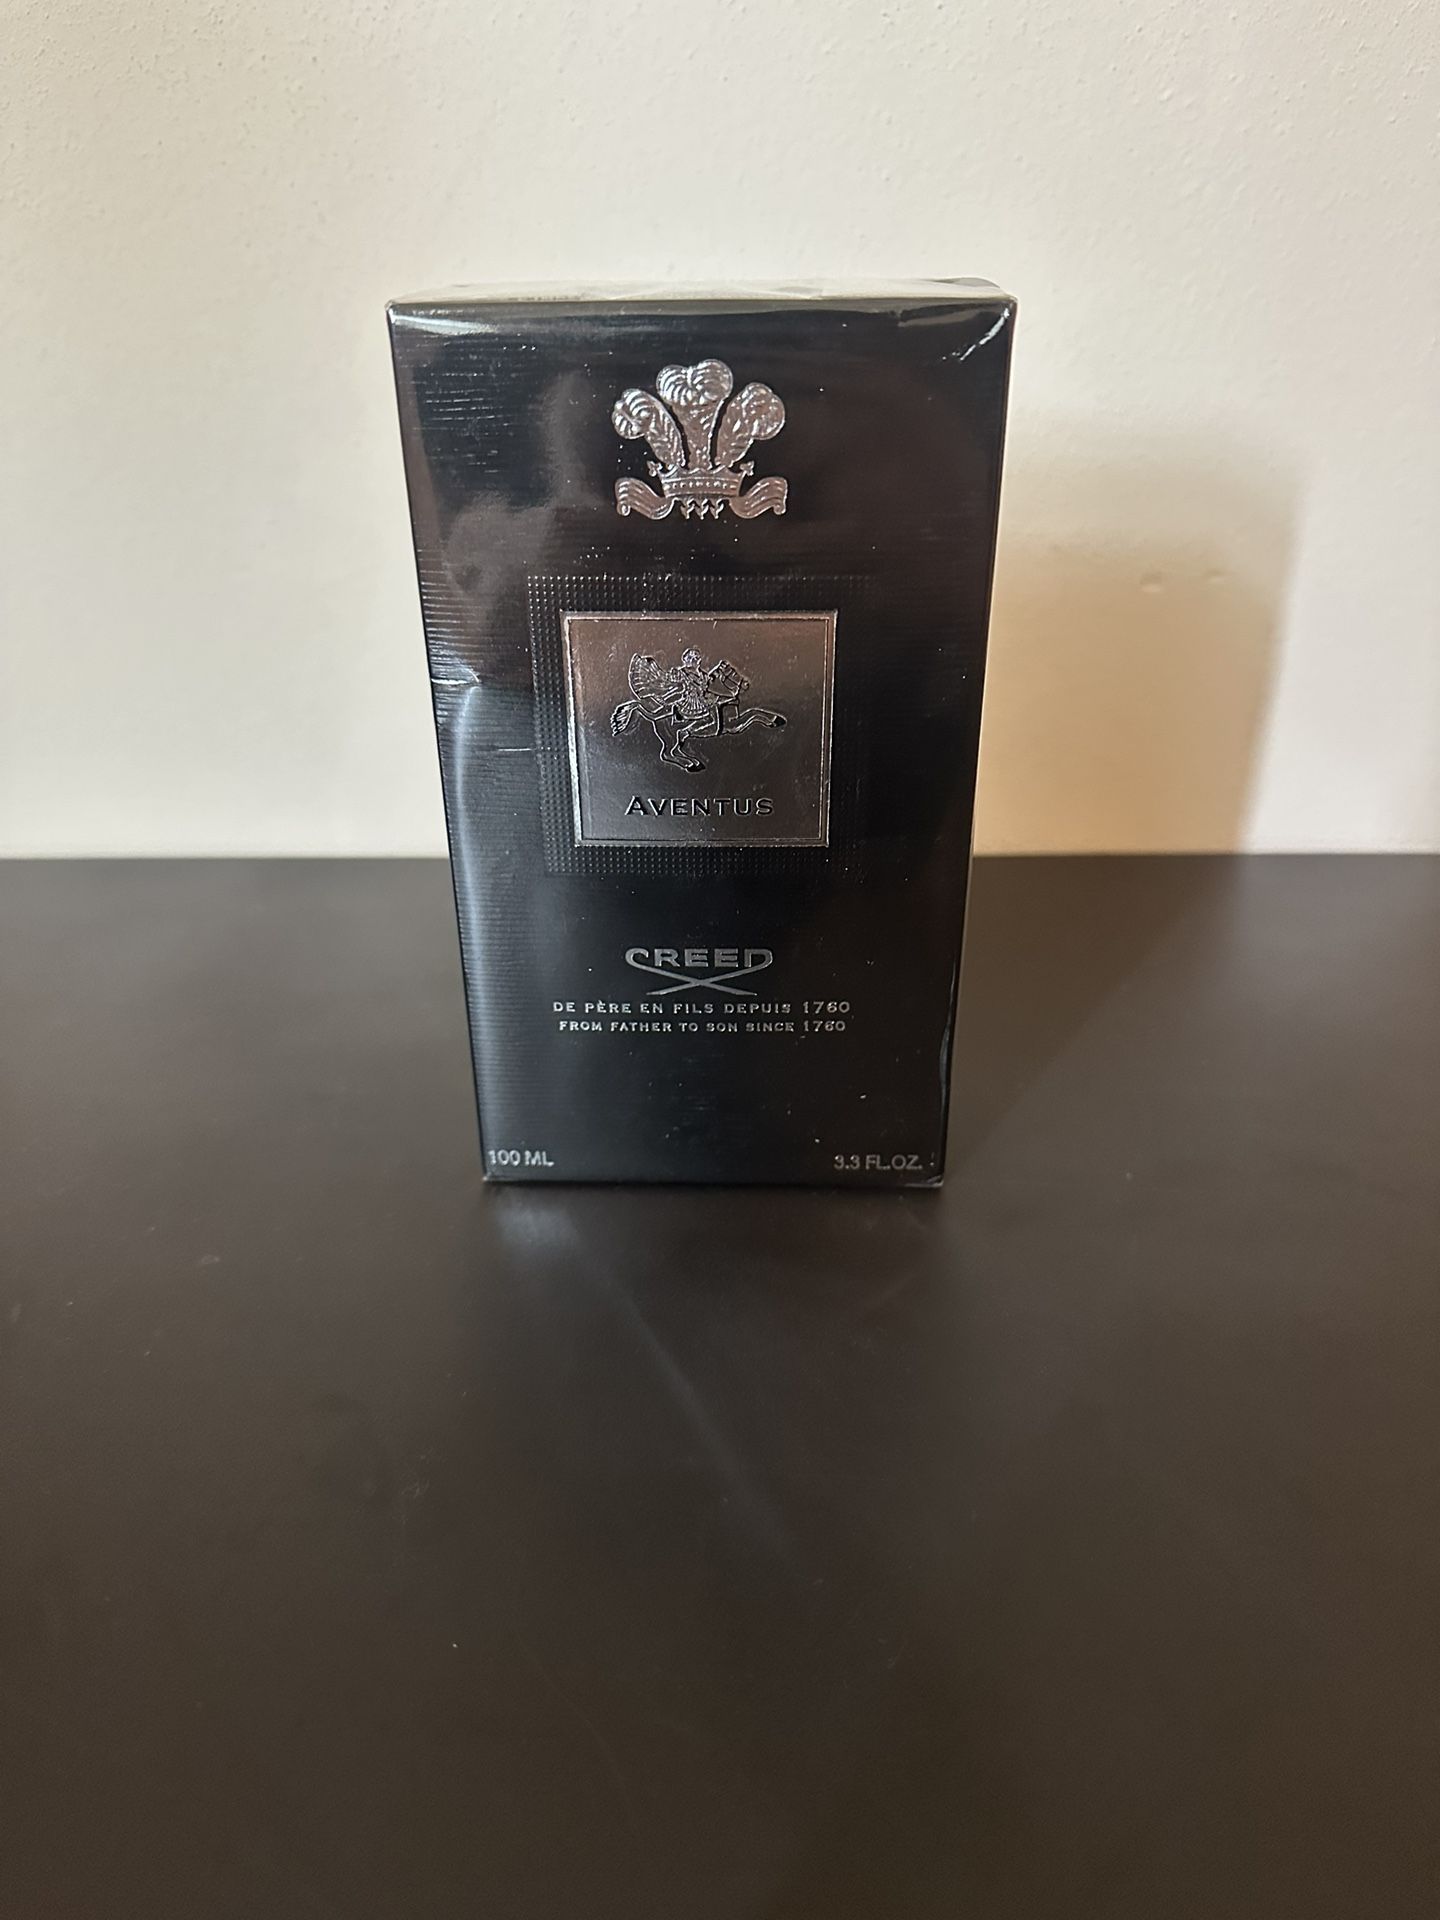 AVENTUS
CREED
DE PÈRE EN FILS DEPUIS 1760
FROM FATHER TO SON SINCE 1760
100 ML
3.3 FL.OZ.